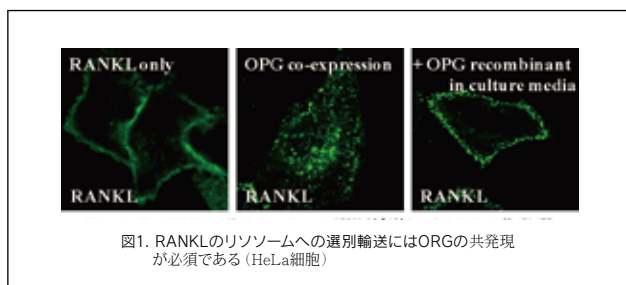 RANKL only
OPG co-expression
+ OPG recombinant
in culture media
RANKL
RANKL
RANKL
図1. RANKLのリソソームへの選別輸送にはORGの共発現
が必須である（HeLa細胞）